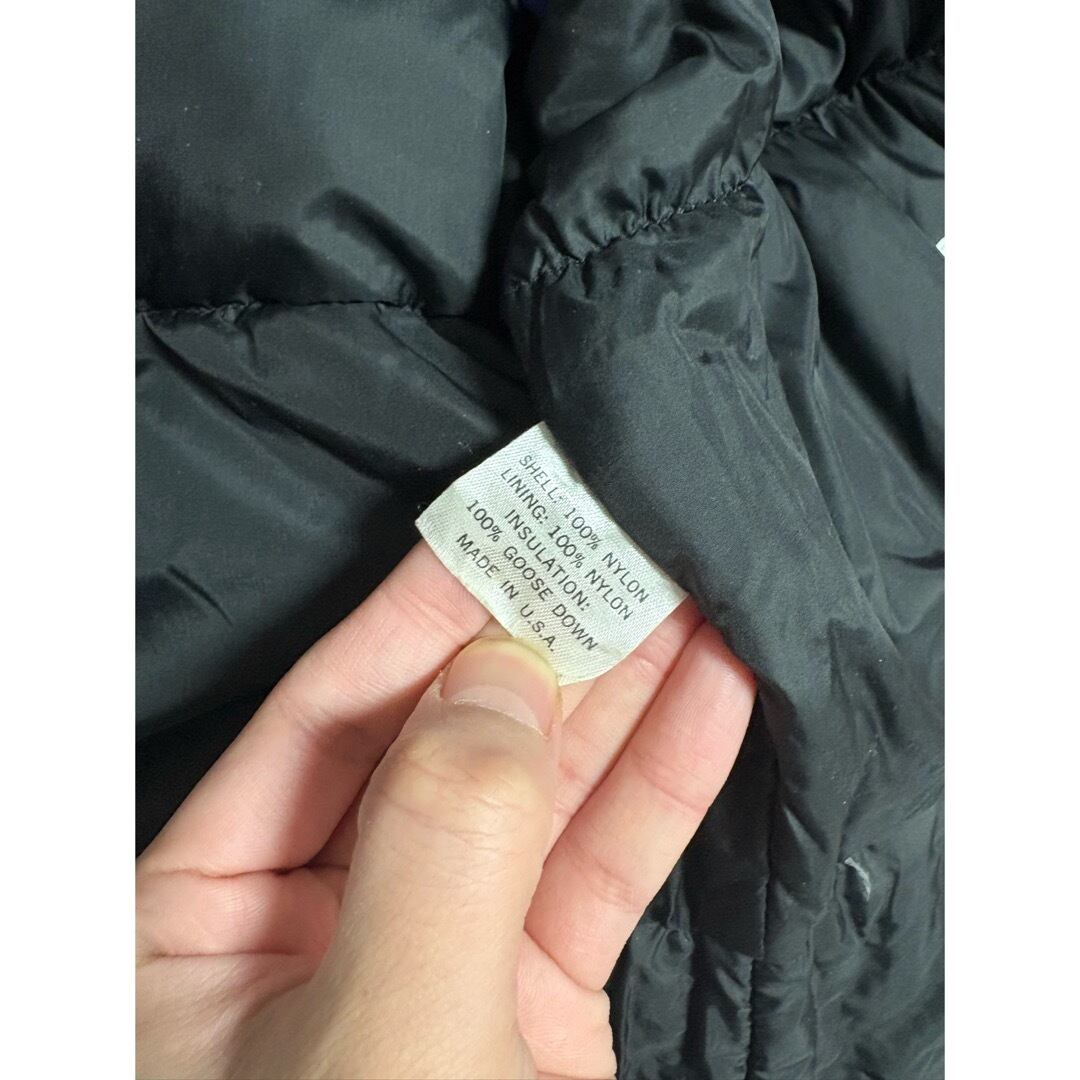 SHELL: 100% NYLON
LINING: 100% NYLON
INSULATION:
100% GOOSE DOWN
MADE IN U.S.A.